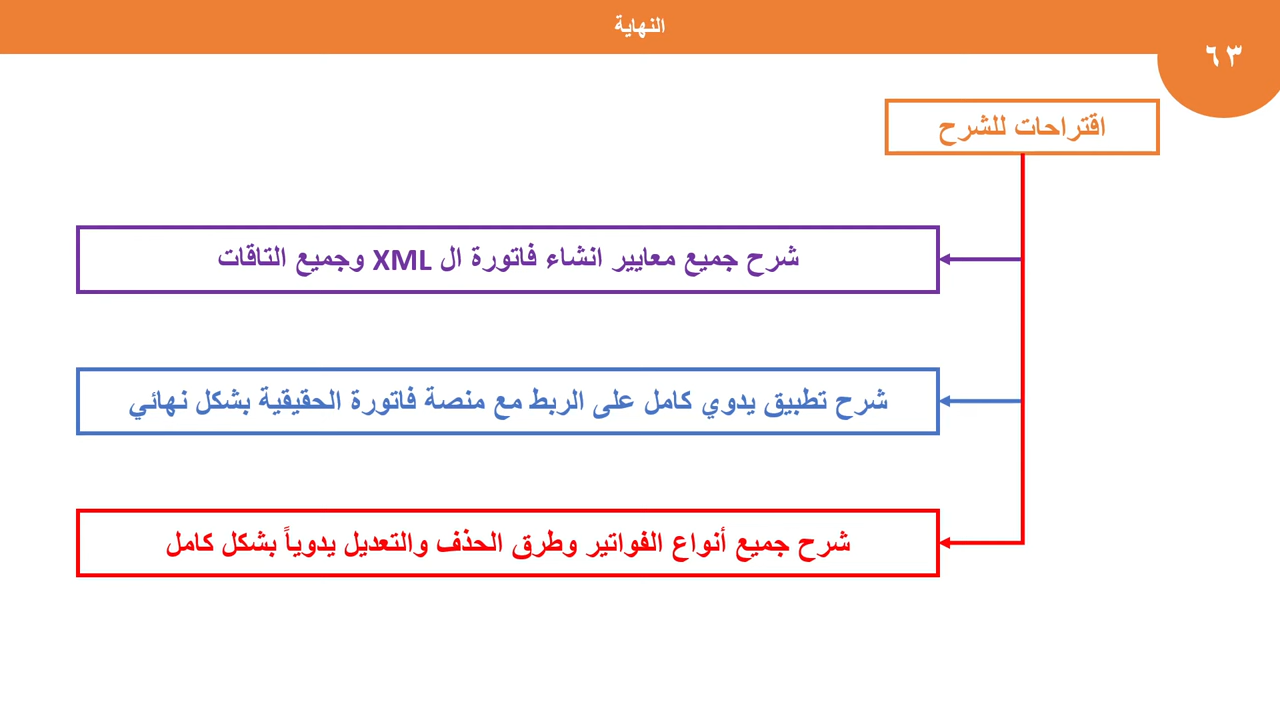 النهاية
٦٣
اقتراحات للشرح
شرح جميع معايير انشاء فاتورة ال XML وجميع التاقات
شرح تطبيق يدوي كامل على الربط مع منصة فاتورة الحقيقية بشكل نهائي
شرح جميع أنواع الفواتير وطرق الحذف والتعديل يدوياً بشكل كامل